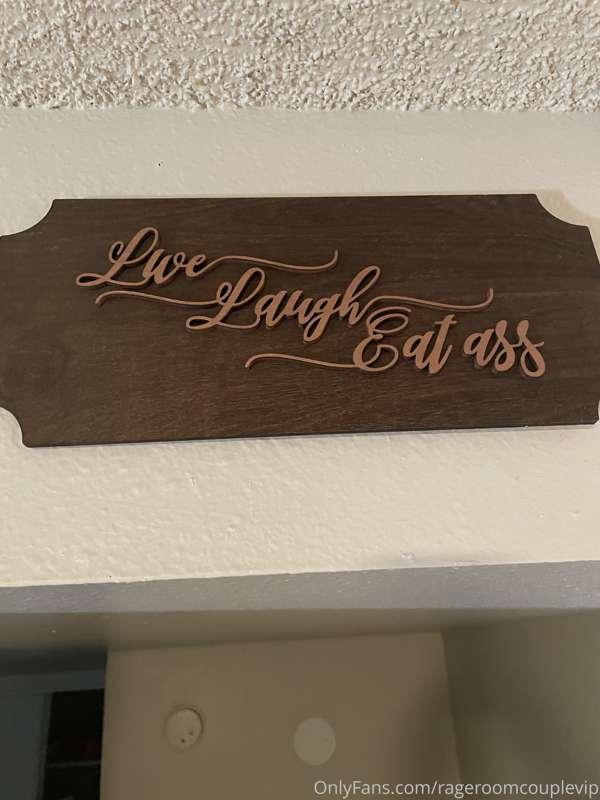 Live
Laugh
Eat ass
OnlyFans.com/rageroomcouplevip